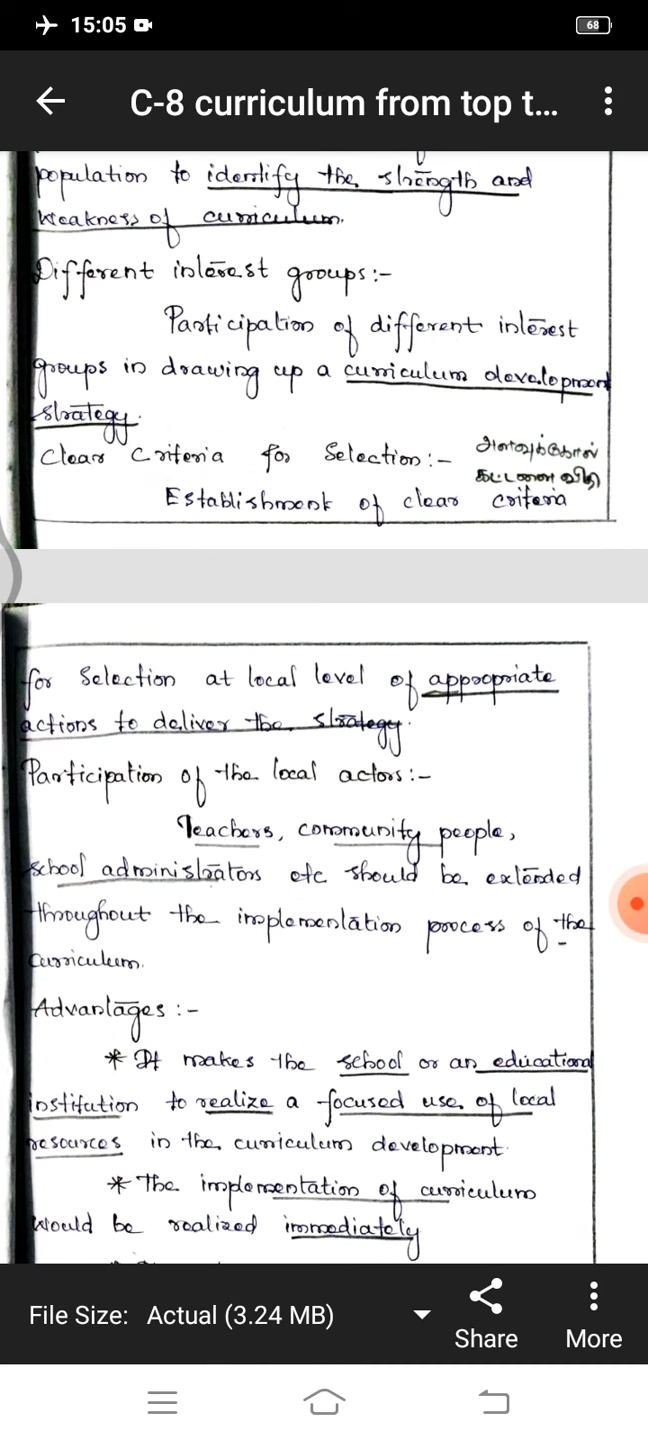 15:05
68
C-8 curriculum from top t...
population to identify the strength and
weakness of curriculum.
Different interest groups:-
Participation of different interest
groups in drawing up a curriculum development
strategy.
Clear Criteria for Selection:- அளவுகோல்
கட்டளை விதி
Establishment of clear criteria
for Selection at local level of appropriate
actions to deliver the strategy.
Participation of the local actors:-
Teachers, community people,
school administrators etc should be extended
throughout the implementation process of the
curriculum.
Advantages :-
* It makes the school or an educational
institution to realize a focused use of local
resources in the curriculum development.
* The implementation of curriculum
would be realized immediately
File Size: Actual (3.24 MB)
Share
More